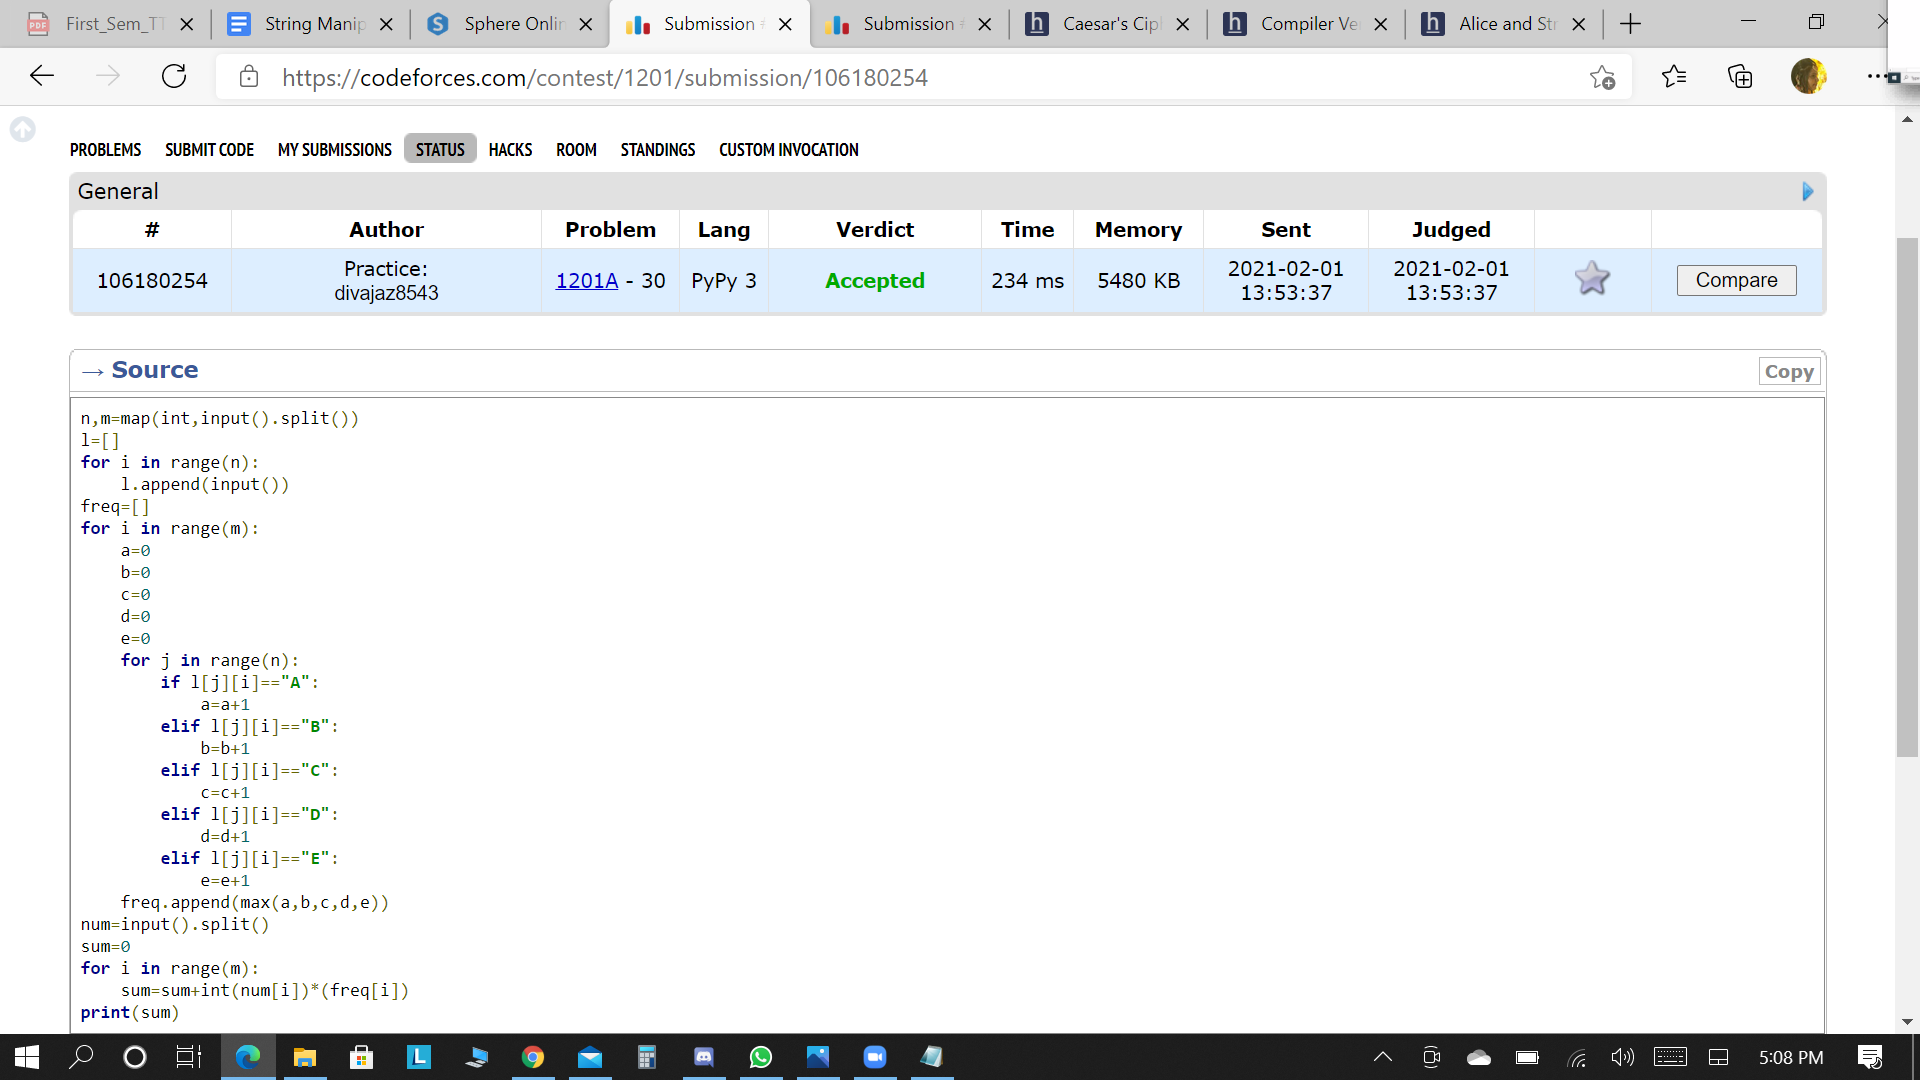 First_Sem_TT
String Manip
Sphere Onlin
Submission #
Submission #
Caesar's Cip
Compiler Ve
Alice and Str
https://codeforces.com/contest/1201/submission/106180254
PROBLEMS SUBMIT CODE MY SUBMISSIONS STATUS HACKS ROOM STANDINGS CUSTOM INVOCATION
General
# Author Problem Lang Verdict Time Memory Sent Judged
106180254 Practice: divajaz8543 1201A - 30 PyPy 3 Accepted 234 ms 5480 KB 2021-02-01 13:53:37 2021-02-01 13:53:37 Compare
→ Source
Copy
n,m=map(int,input().split())
l=[]
for i in range(n):
    l.append(input())
freq=[]
for i in range(m):
    a=0
    b=0
    c=0
    d=0
    e=0
    for j in range(n):
        if l[j][i]=="A":
            a=a+1
        elif l[j][i]=="B":
            b=b+1
        elif l[j][i]=="C":
            c=c+1
        elif l[j][i]=="D":
            d=d+1
        elif l[j][i]=="E":
            e=e+1
    freq.append(max(a,b,c,d,e))
num=input().split()
sum=0
for i in range(m):
    sum=sum+int(num[i])*(freq[i])
print(sum)
5:08 PM